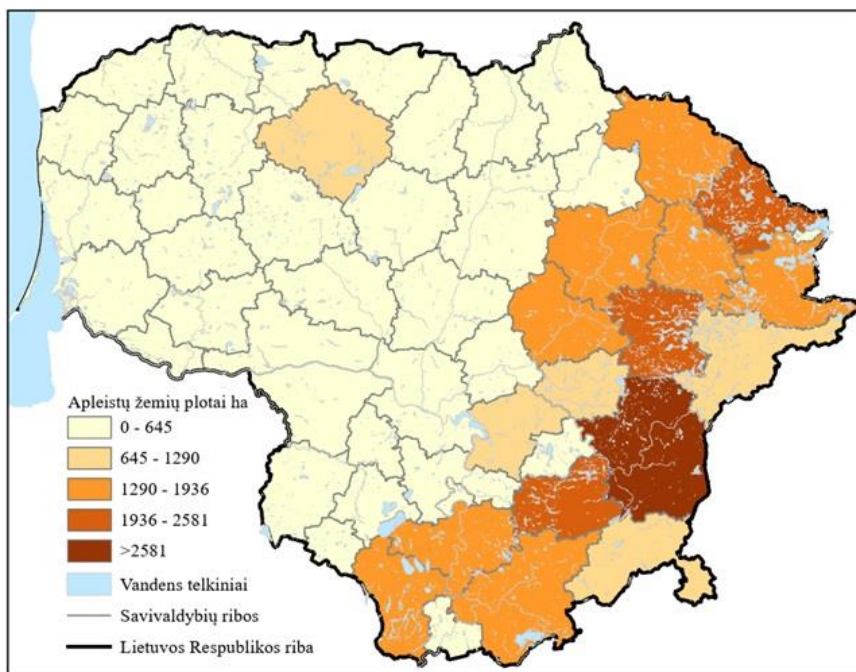 Apleistų žemių plotai ha
0 - 645
645 - 1290
1290 - 1936
1936 - 2581
>2581
Vandens telkiniai
Savivaldybių ribos
Lietuvos Respublikos riba